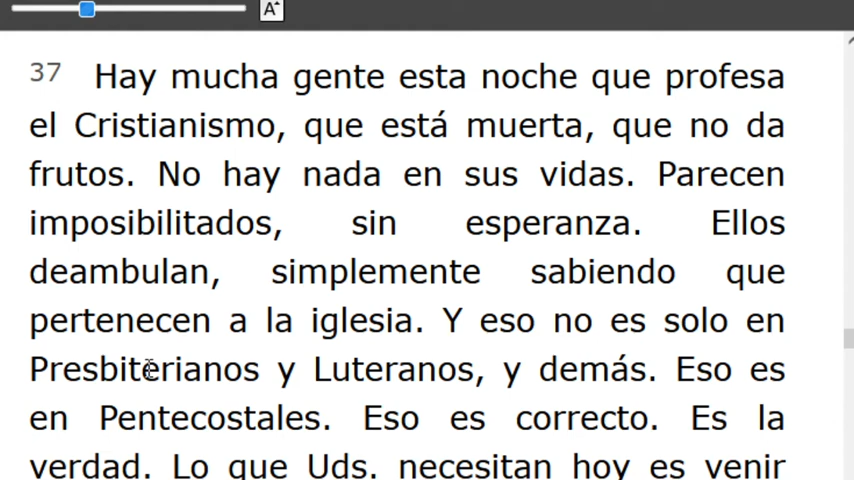 A
37 Hay mucha gente esta noche que profesa
el Cristianismo, que está muerta, que no da
frutos. No hay nada en sus vidas. Parecen
imposibilitados, sin esperanza. Ellos
deambulan, simplemente sabiendo que
pertenecen a la iglesia. Y eso no es solo en
Presbiterianos y Luteranos, y demás. Eso es
en Pentecostales. Eso es correcto. Es la
verdad. Lo que Uds. necesitan hoy es venir